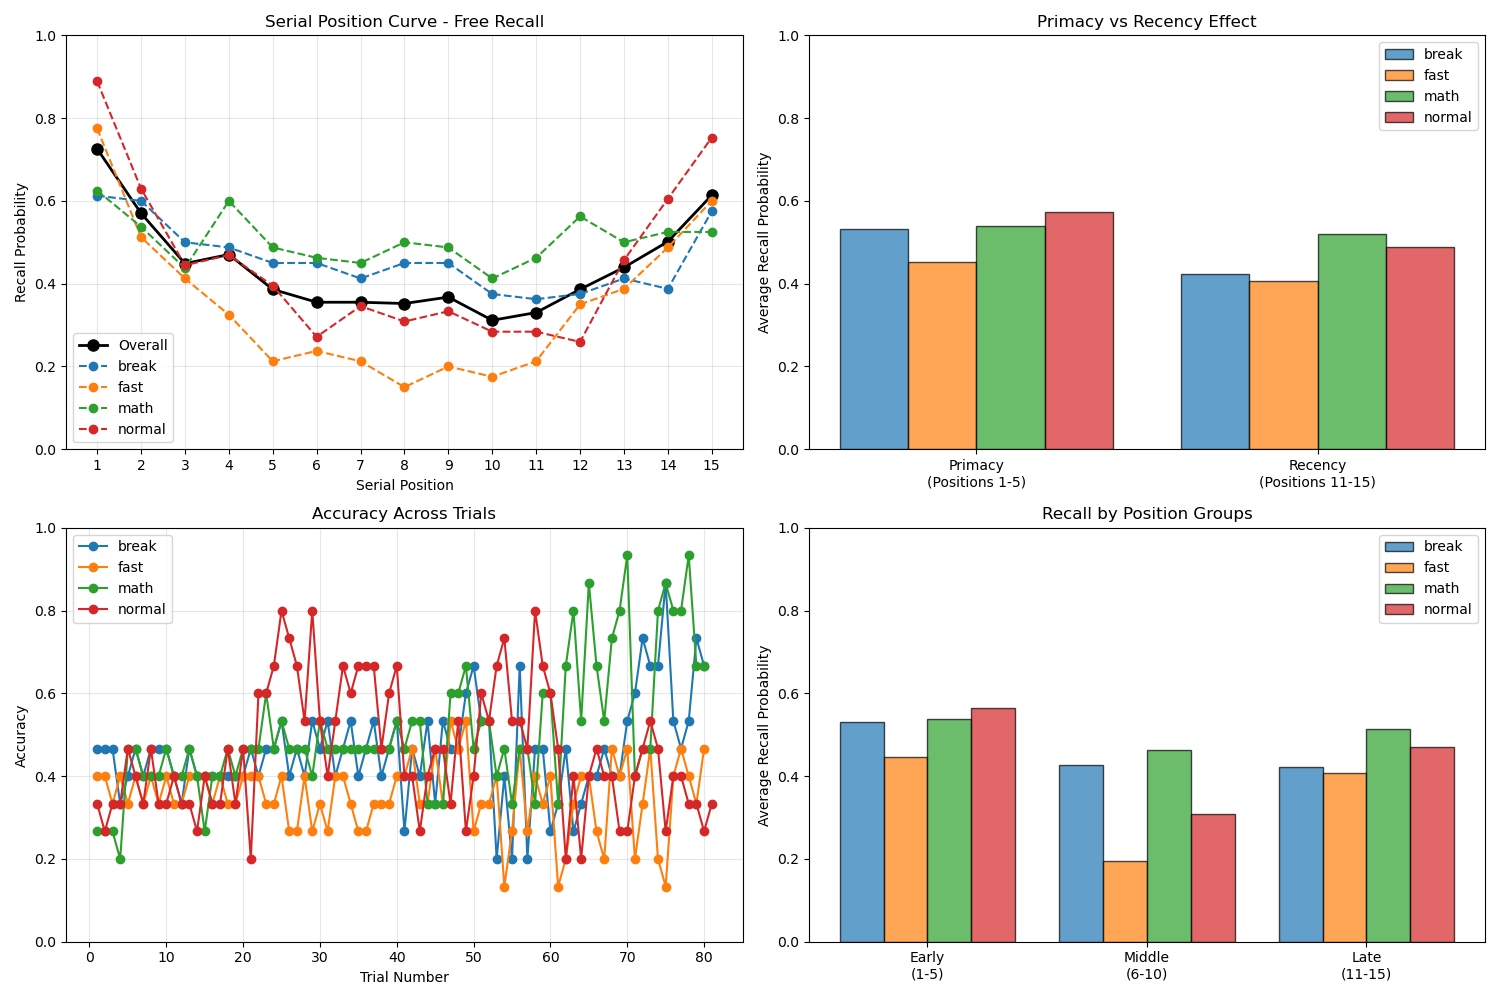 Serial Position Curve - Free Recall
1.0
0.8
0.6
0.4
0.2
0.0
Recall Probability
Overall
break
fast
math
normal
1 2 3 4 5 6 7 8 9 10 11 12 13 14 15
Serial Position
Primacy vs Recency Effect
1.0
0.8
0.6
0.4
0.2
0.0
Average Recall Probability
break
fast
math
normal
Primacy
(Positions 1-5)
Recency
(Positions 11-15)
Accuracy Across Trials
1.0
0.8
0.6
0.4
0.2
0.0
Accuracy
break
fast
math
normal
0 10 20 30 40 50 60 70 80
Trial Number
Recall by Position Groups
1.0
0.8
0.6
0.4
0.2
0.0
Average Recall Probability
break
fast
math
normal
Early
(1-5)
Middle
(6-10)
Late
(11-15)